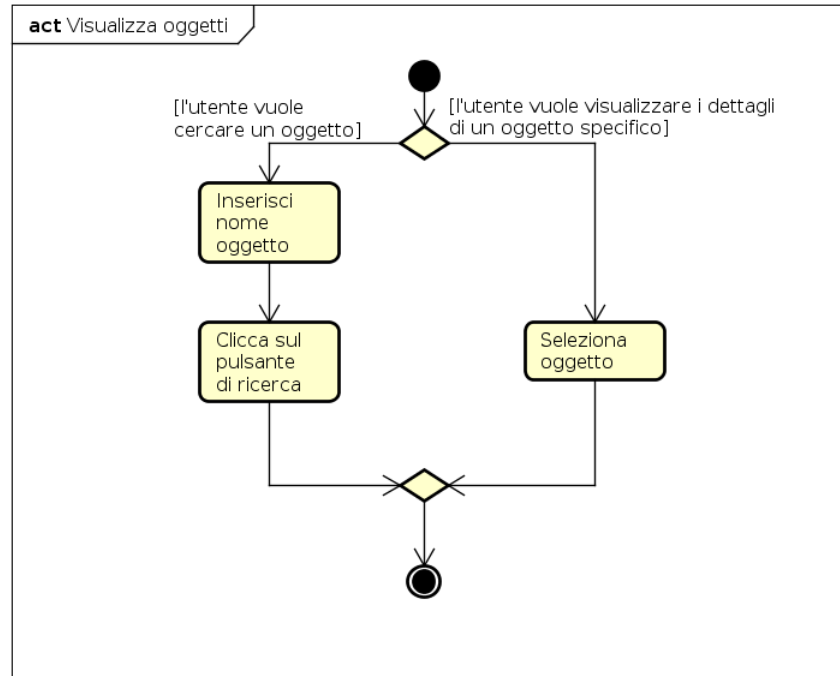 act Visualizza oggetti
[l'utente vuole
cercare un oggetto]
[l'utente vuole visualizzare i dettagli
di un oggetto specifico]
Inserisci
nome
oggetto
Clicca sul
pulsante
di ricerca
Seleziona
oggetto